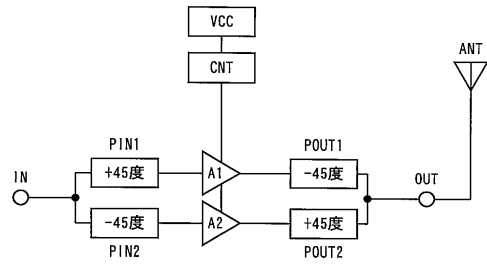 VCC
CNT
ANT
PIN1
POUT1
IN
+45度
A1
-45度
OUT
-45度
A2
+45度
PIN2
POUT2